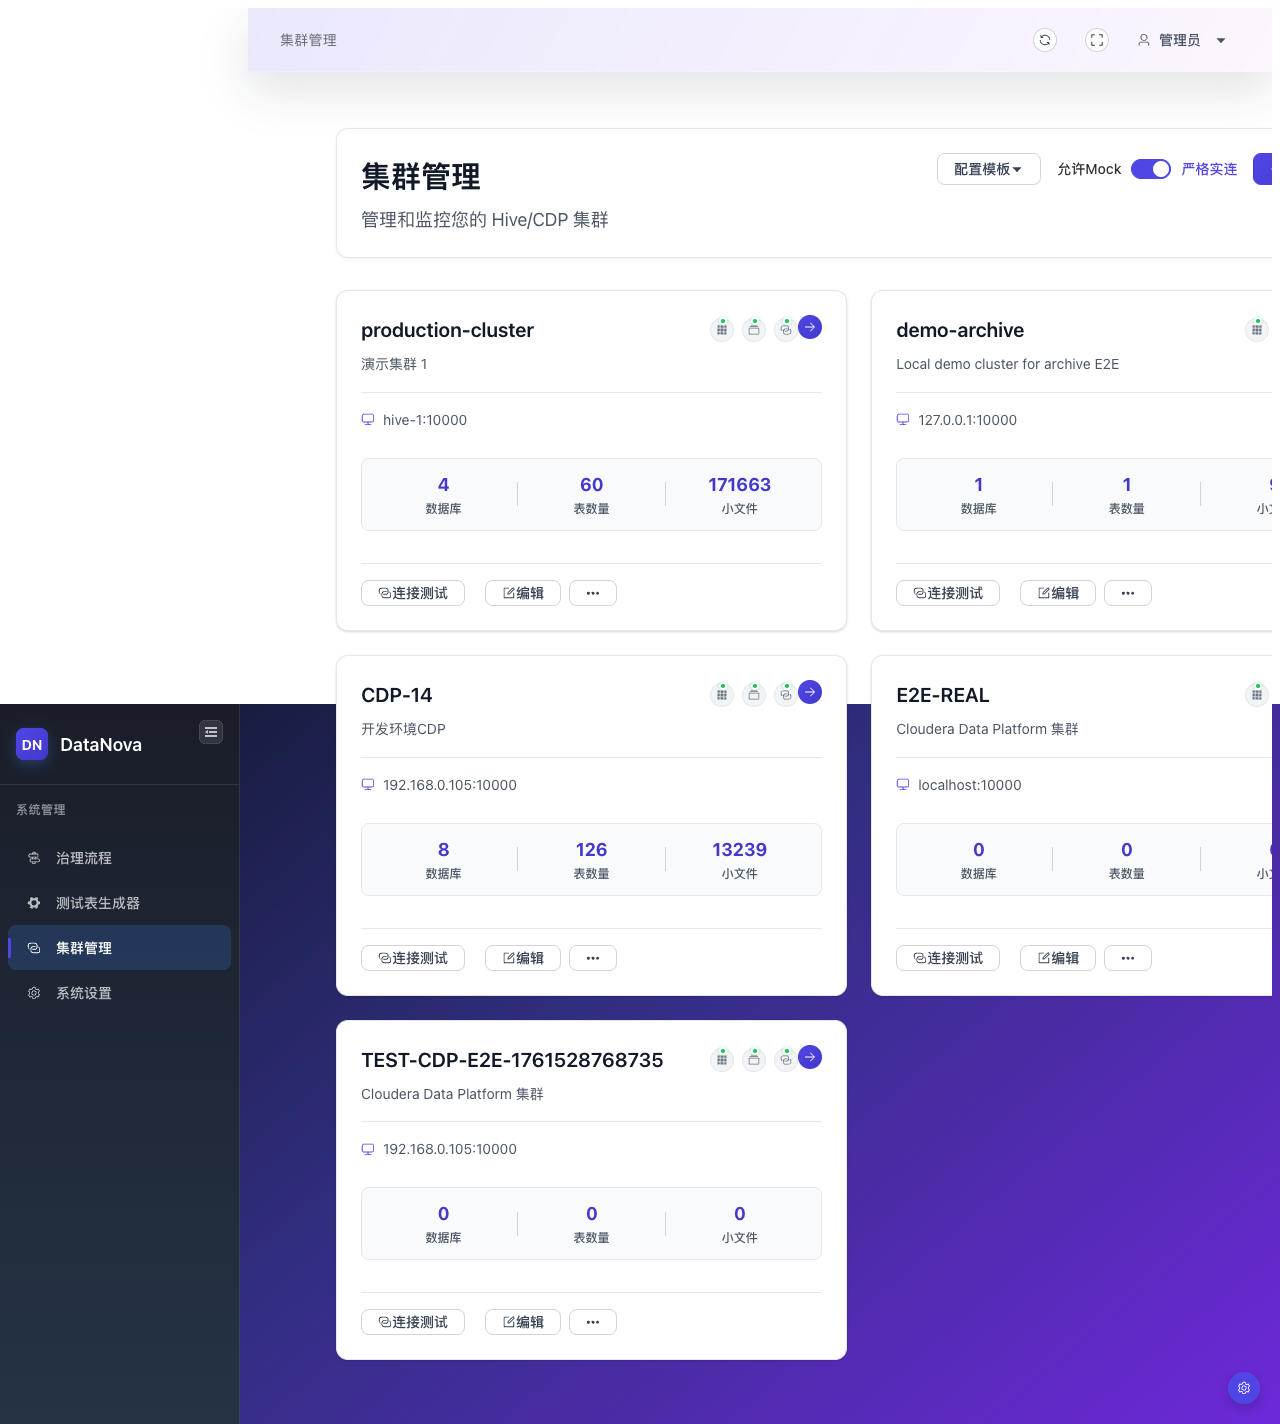 集群管理
管理员
集群管理
配置模板
允许Mock
严格实连
管理和监控您的 Hive/CDP 集群
production-cluster
演示集群 1
hive-1:10000
4
60
171663
数据库
表数量
小文件
连接测试
编辑
demo-archive
Local demo cluster for archive E2E
127.0.0.1:10000
1
1
数据库
表数量
连接测试
编辑
CDP-14
开发环境CDP
192.168.0.105:10000
8
126
13239
数据库
表数量
小文件
连接测试
编辑
E2E-REAL
Cloudera Data Platform 集群
localhost:10000
0
0
数据库
表数量
连接测试
编辑
TEST-CDP-E2E-1761528768735
Cloudera Data Platform 集群
192.168.0.105:10000
0
0
0
数据库
表数量
小文件
连接测试
编辑
DN
DataNova
系统管理
治理流程
测试表生成器
集群管理
系统设置